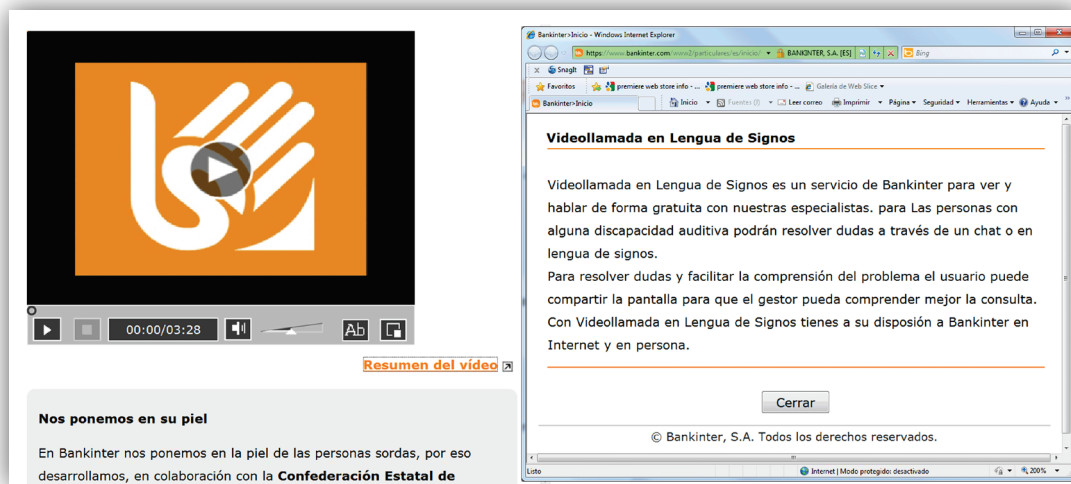 00:00/03:28
Ab
Resumen del vídeo
Nos ponemos en su piel
En Bankinter nos ponemos en la piel de las personas sordas, por eso
desarrollamos, en colaboración con la Confederación Estatal de
Bankinter>Inicio - Windows Internet Explorer
https://www.bankinter.com/www2/particulares/es/inicio/ BANKINTER, S.A. [ES] Bing
x SnagIt
Favoritos premiere web store info - ... premiere web store info - ... Galería de Web Slice
Bankinter>Inicio Inicio Fuentes (J) Leer correo Imprimir Página Seguridad Herramientas Ayuda »
Videollamada en Lengua de Signos
Videollamada en Lengua de Signos es un servicio de Bankinter para ver y
hablar de forma gratuita con nuestras especialistas. para Las personas con
alguna discapacidad auditiva podrán resolver dudas a través de un chat o en
lengua de signos.
Para resolver dudas y facilitar la comprensión del problema el usuario puede
compartir la pantalla para que el gestor pueda comprender mejor la consulta.
Con Videollamada en Lengua de Signos tienes a su disposión a Bankinter en
Internet y en persona.
Cerrar
© Bankinter, S.A. Todos los derechos reservados.
Listo Internet | Modo protegido: desactivado 200%